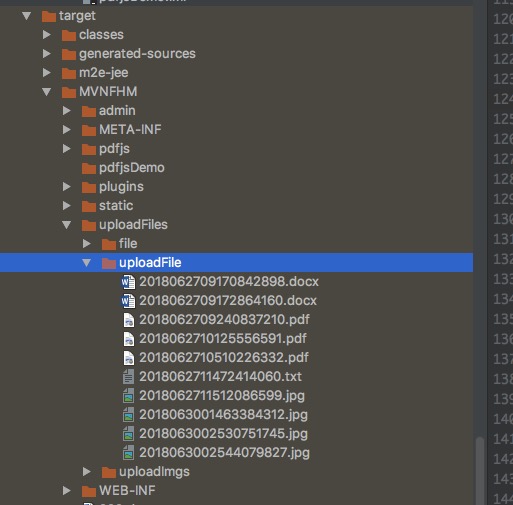 target
classes
generated-sources
m2e-jee
MVNFHM
admin
META-INF
pdfjs
pdfjsDemo
plugins
static
uploadFiles
file
uploadFile
2018062709170842898.docx
2018062709172864160.docx
2018062709240837210.pdf
2018062710125556591.pdf
2018062710510226332.pdf
2018062711472414060.txt
2018062711512086599.jpg
2018063001463384312.jpg
2018063002530751745.jpg
2018063002544079827.jpg
uploadImgs
WEB-INF
120
121
122
123
124
125
126
127
128
129
130
131
132
133
134
135
136
137
138
139
140
141
142
143
144